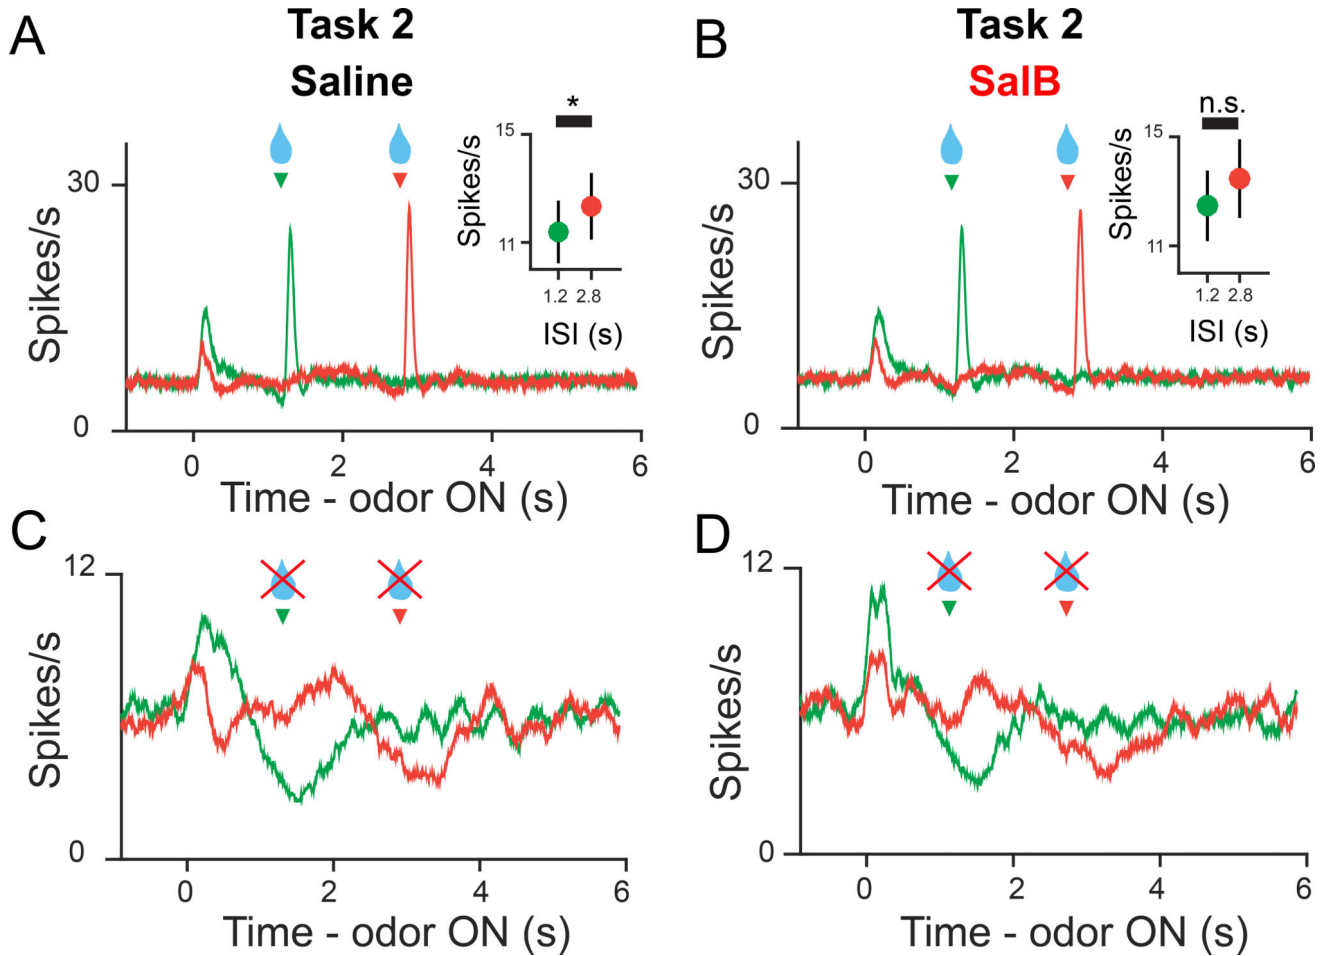 A
Task 2
Saline
Spikes/s
30
0
0
2
4
6
Time - odor ON (s)
*
Spikes/s
15
11
1.2 2.8
ISI (s)
B
Task 2
SalB
Spikes/s
30
0
0
2
4
6
Time - odor ON (s)
n.s.
Spikes/s
15
11
1.2 2.8
ISI (s)
C
Spikes/s
12
0
0
2
4
6
Time - odor ON (s)
D
Spikes/s
12
0
0
2
4
6
Time - odor ON (s)